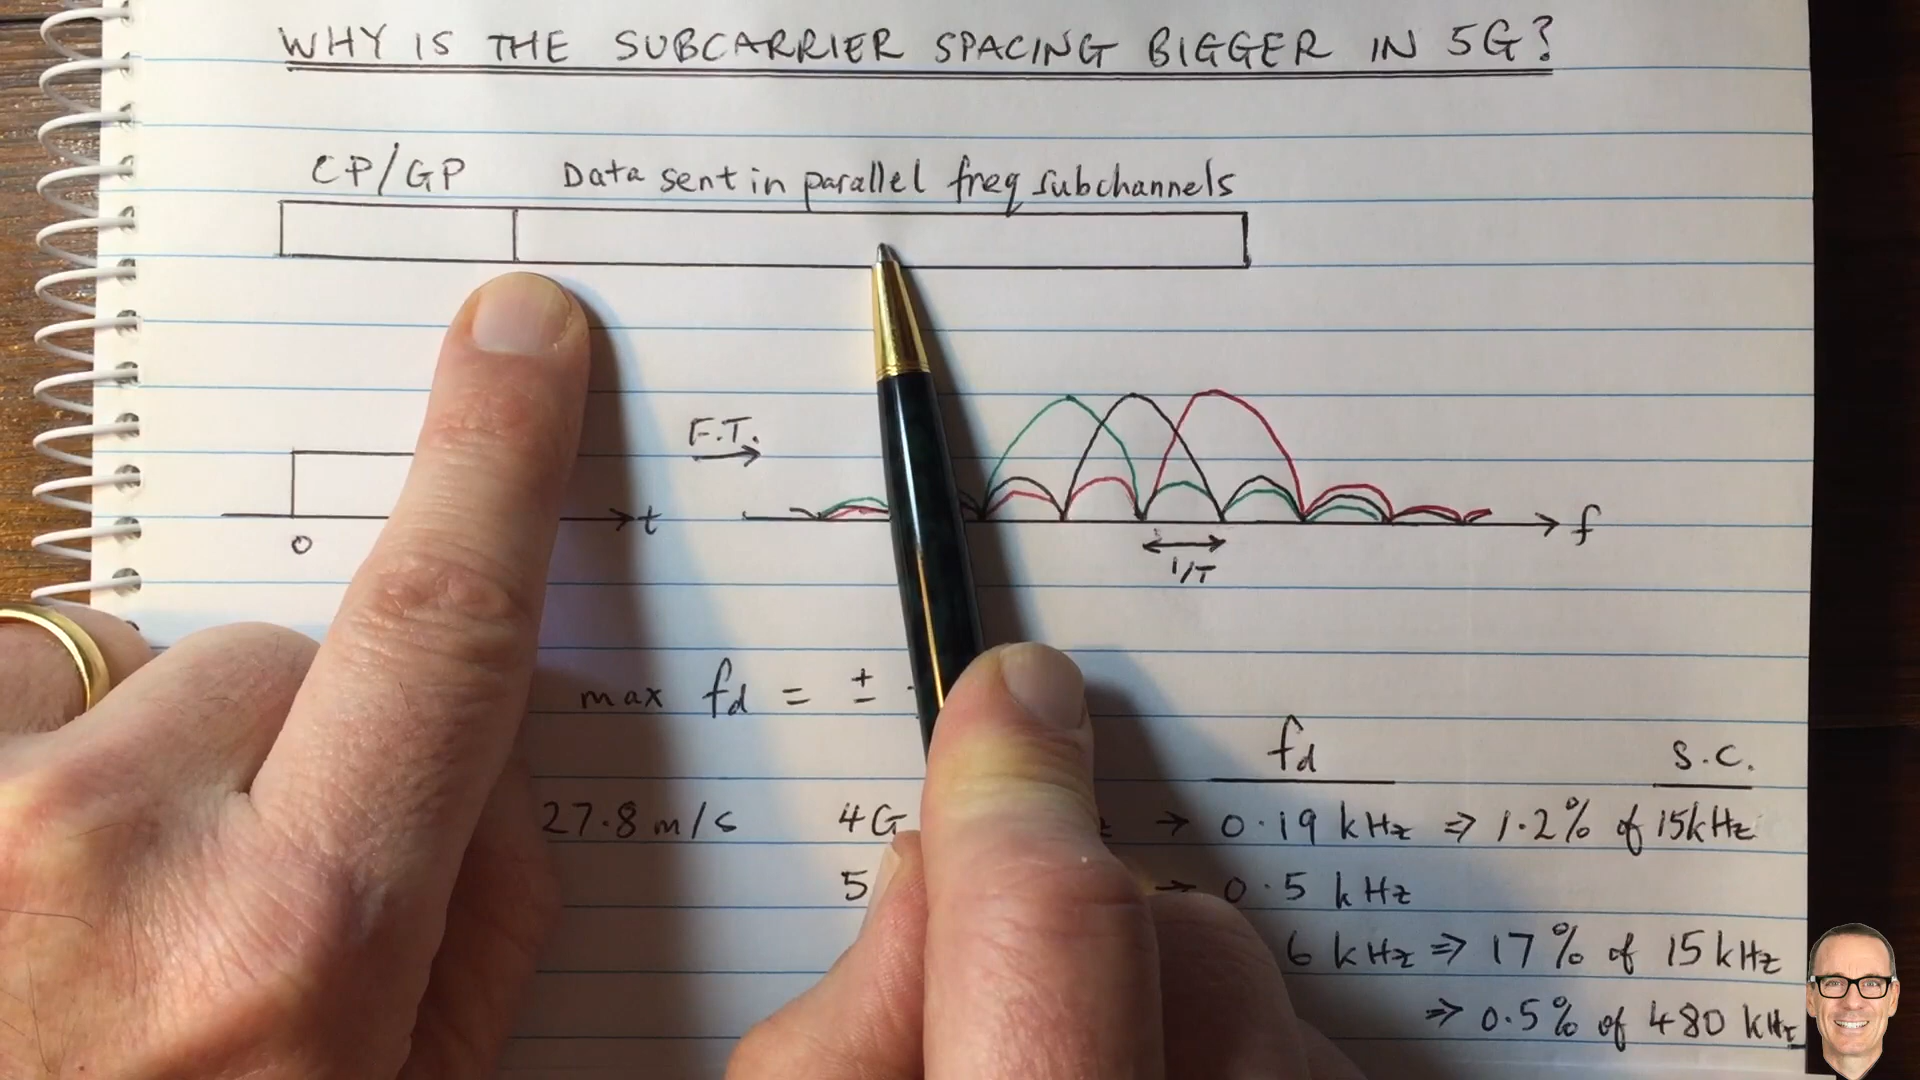 WHY IS THE SUBCARRIER SPACING BIGGER IN 5G?
CP/GP Data sent in parallel freq subchannels
F.T.
t
f
0
1/T
max fd = ±
fd s.c.
27.8 m/s 4G → 0.19 kHz ⇒ 1.2% of 15kHz
5 → 0.5 kHz
6 kHz ⇒ 17% of 15 kHz
⇒ 0.5% of 480 kHz